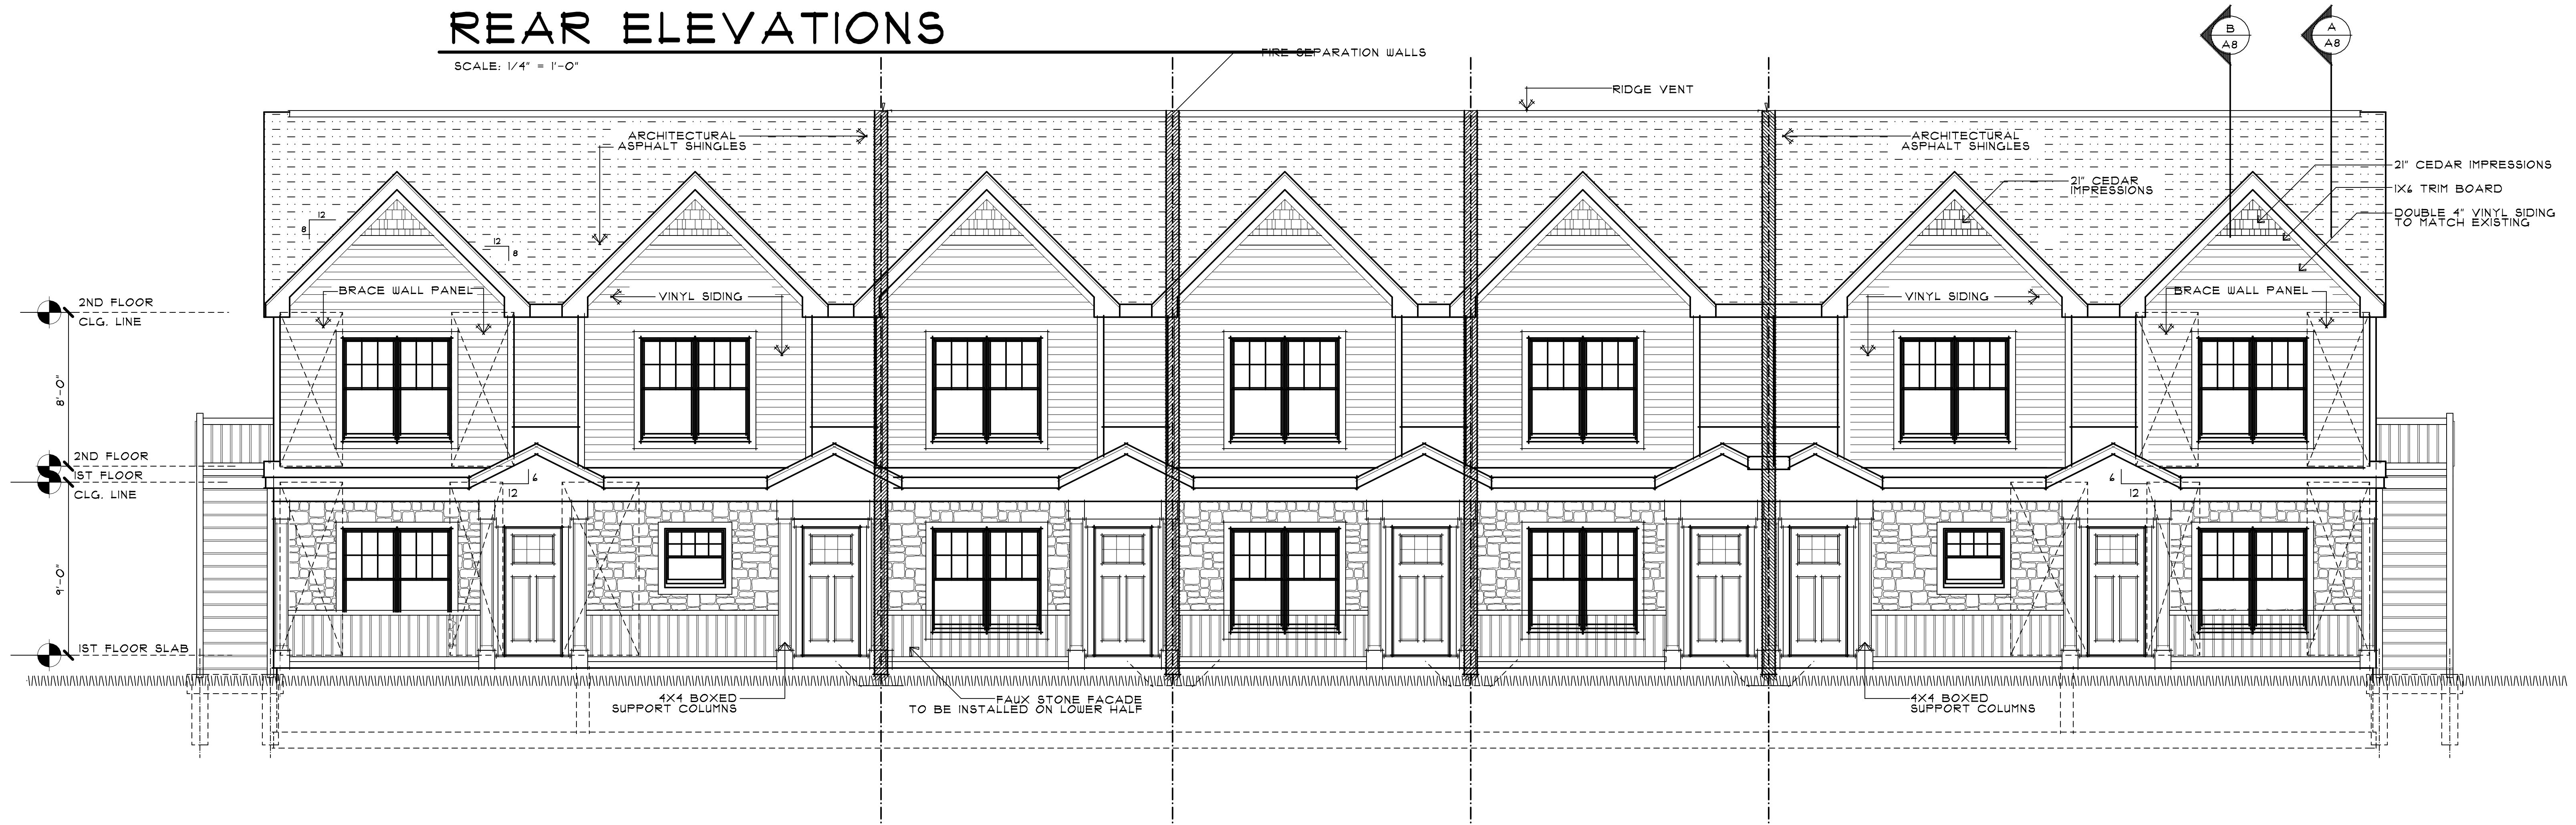 REAR ELEVATIONS
SCALE: 1/4" = 1'-0"
FIRE SEPARATION WALLS
B
A8
A
A8
RIDGE VENT
ARCHITECTURAL
ASPHALT SHINGLES
ARCHITECTURAL
ASPHALT SHINGLES
21" CEDAR IMPRESSIONS
21" CEDAR
IMPRESSIONS
1X6 TRIM BOARD
DOUBLE 4" VINYL SIDING
TO MATCH EXISTING
12
8
12
8
2ND FLOOR
CLG. LINE
BRACE WALL PANEL
VINYL SIDING
VINYL SIDING
BRACE WALL PANEL
8'-0"
2ND FLOOR
1ST FLOOR
CLG. LINE
6
12
6
12
9'-0"
1ST FLOOR SLAB
4X4 BOXED
SUPPORT COLUMNS
FAUX STONE FACADE
TO BE INSTALLED ON LOWER HALF
4X4 BOXED
SUPPORT COLUMNS